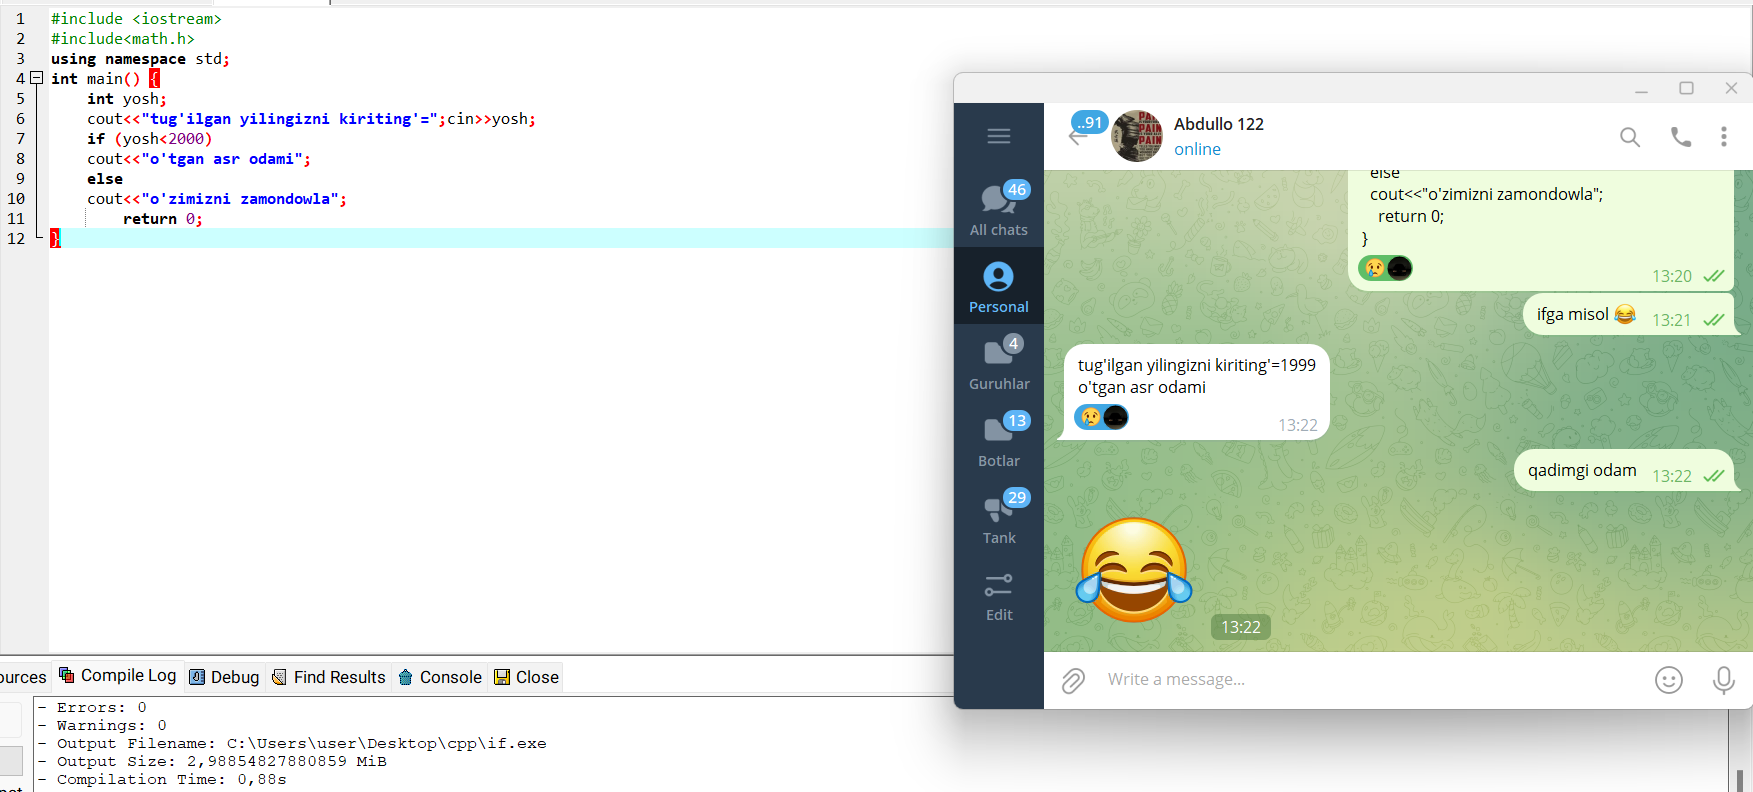 1 #include <iostream>
2 #include<math.h>
3 using namespace std;
4 int main() {
5 int yosh;
6 cout<<"tug'ilgan yilingizni kiriting'=";cin>>yosh;
7 if (yosh<2000)
8 cout<<"o'tgan asr odami";
9 else
10 cout<<"o'zimizni zamondowla";
11 return 0;
12 }
ources Compile Log Debug Find Results Console Close
- Errors: 0
- Warnings: 0
- Output Filename: C:\Users\user\Desktop\cpp\if.exe
- Output Size: 2,98854827880859 MiB
- Compilation Time: 0,88s
..91
Abdullo 122
online
46
All chats
Personal
4
Guruhlar
13
Botlar
29
Tank
Edit
else
cout<<"o'zimizni zamondowla";
return 0;
}
13:20
ifga misol 😂 13:21
tug'ilgan yilingizni kiriting'=1999
o'tgan asr odami
13:22
qadimgi odam 13:22
13:22
Write a message...